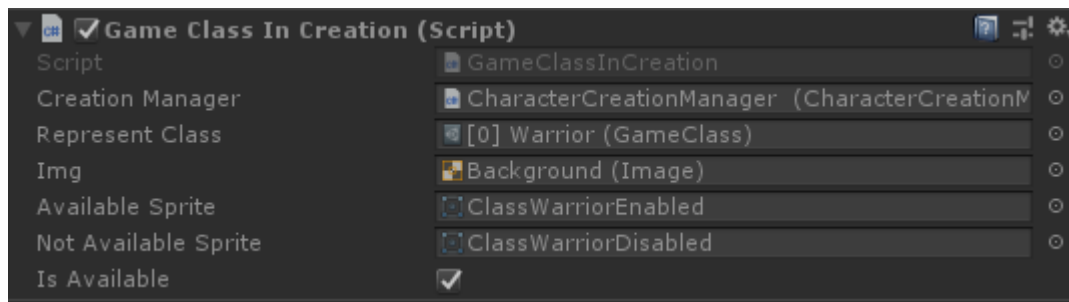 Game Class In Creation (Script)
Script GameClassInCreation
Creation Manager CharacterCreationManager (CharacterCreationM
Represent Class [0] Warrior (GameClass)
Img Background (Image)
Available Sprite ClassWarriorEnabled
Not Available Sprite ClassWarriorDisabled
Is Available